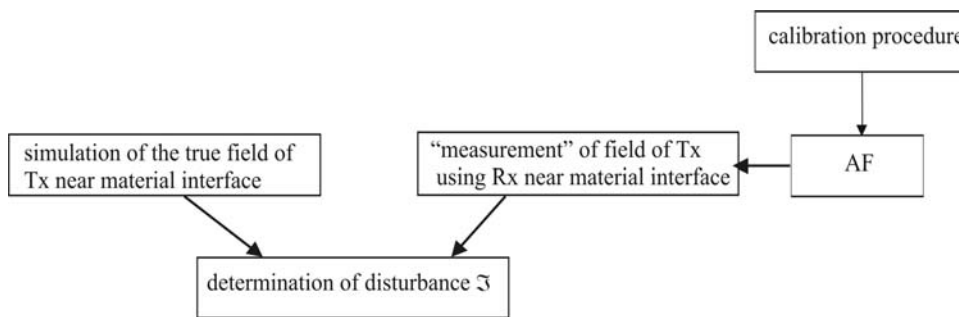 calibration procedure
simulation of the true field of
Tx near material interface
“measurement” of field of Tx
using Rx near material interface
AF
determination of disturbance ℑ